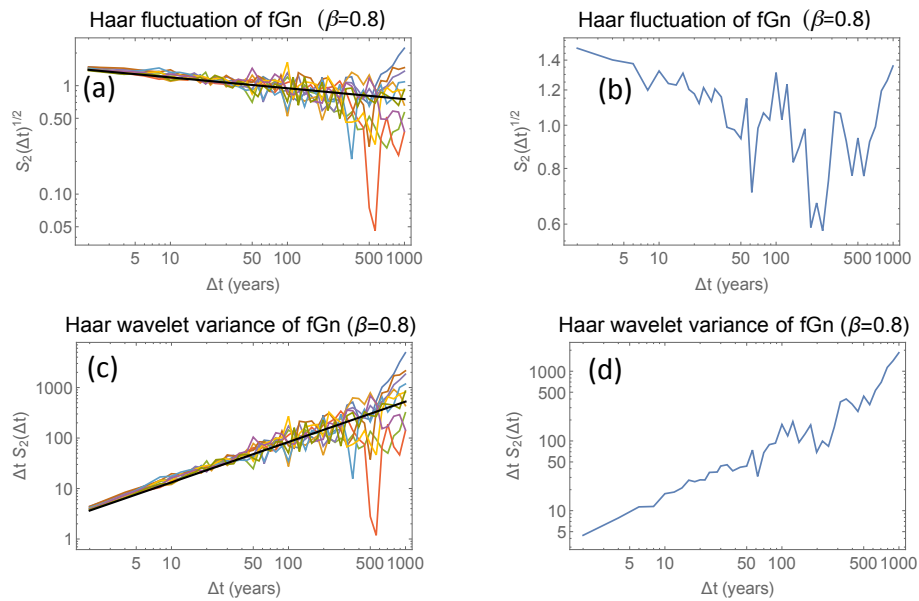 Haar fluctuation of fGn (β=0.8)
(a)
S₂(Δt)^1/2
1
0.50
0.10
0.05
5 10 50 100 500 1000
Δt (years)
Haar fluctuation of fGn (β=0.8)
(b)
S₂(Δt)^1/2
1.4
1.2
1.0
0.8
0.6
5 10 50 100 500 1000
Δt (years)
Haar wavelet variance of fGn (β=0.8)
(c)
Δt S₂(Δt)
1000
100
10
1
5 10 50 100 500 1000
Δt (years)
Haar wavelet variance of fGn (β=0.8)
(d)
Δt S₂(Δt)
1000
500
100
50
10
5
5 10 50 100 500 1000
Δt (years)